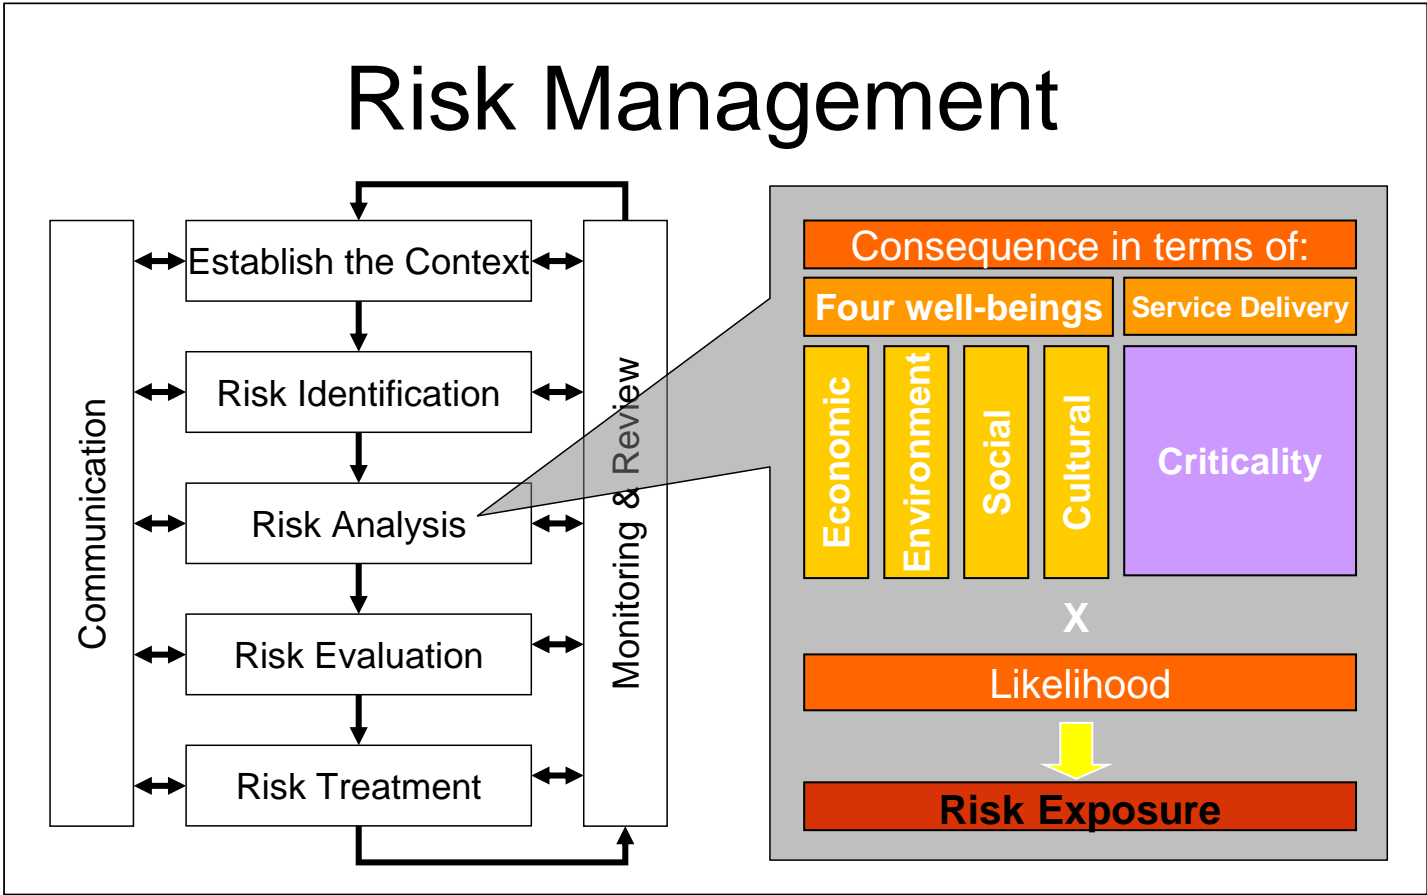 Risk Management
Communication
Establish the Context
Risk Identification
Risk Analysis
Risk Evaluation
Risk Treatment
Monitoring & Review
Consequence in terms of:
Four well-beings
Service Delivery
Economic
Environment
Social
Cultural
Criticality
X
Likelihood
Risk Exposure